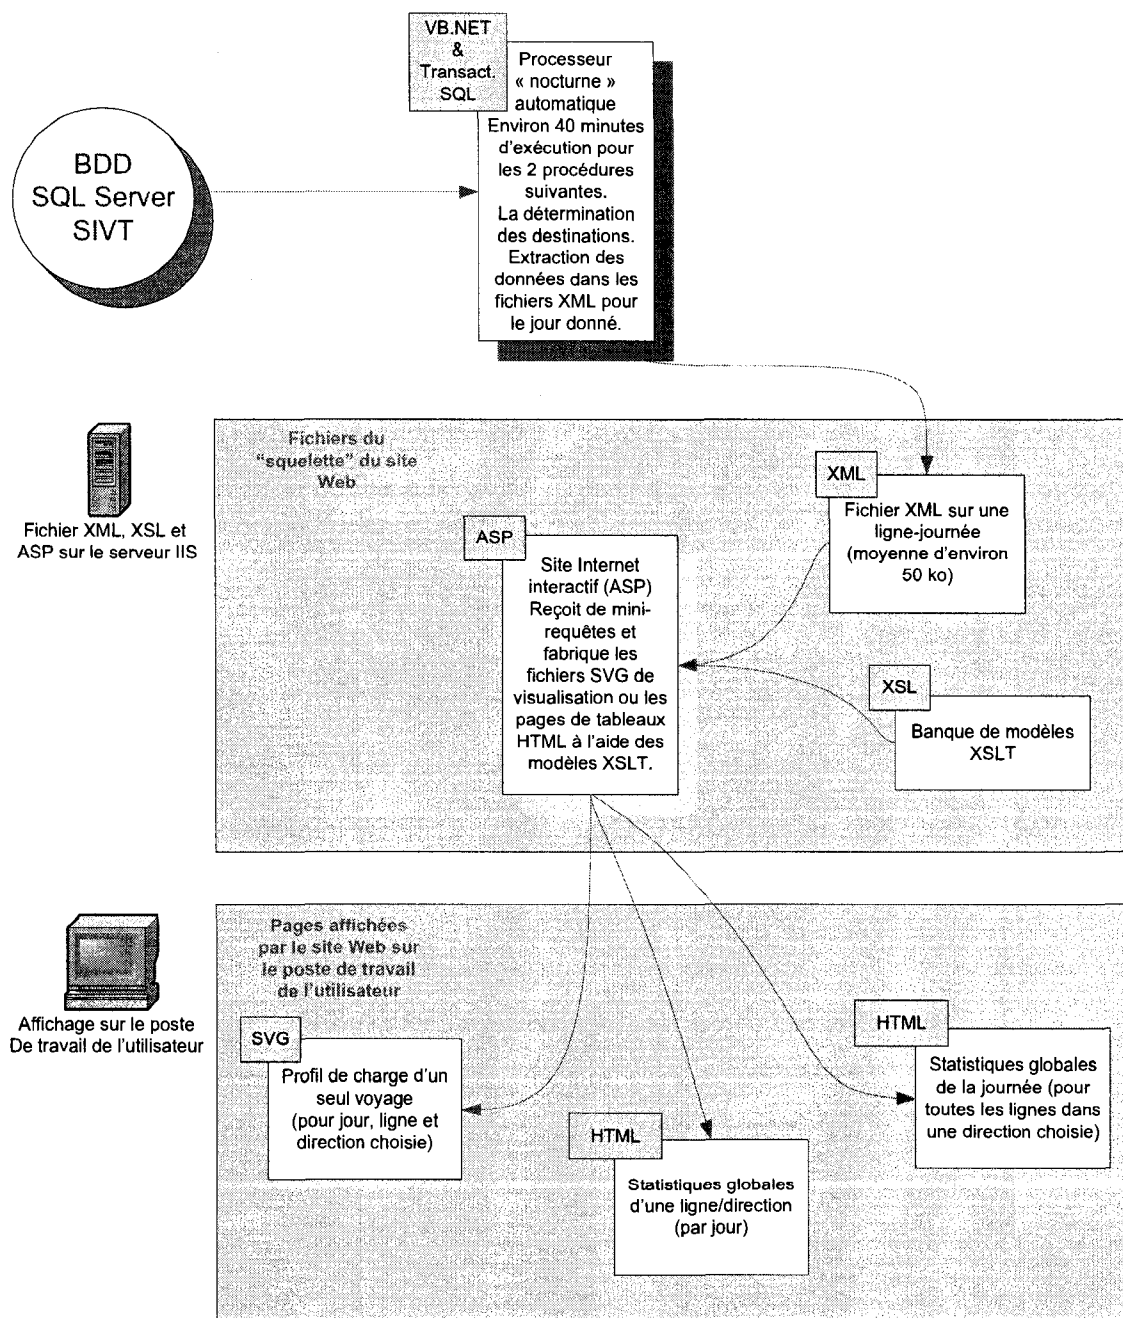 VB.NET
&
Transact.
SQL
Processeur
« nocturne »
automatique
Environ 40 minutes
d'exécution pour
les 2 procédures
suivantes.
La détermination
des destinations.
Extraction des
données dans les
fichiers XML pour
le jour donné.
BDD
SQL Server
SIVT
Fichiers du
"squelette" du site
Web
Fichier XML, XSL et
ASP sur le serveur IIS
XML
Fichier XML sur une
ligne-journée
(moyenne d'environ
50 ko)
ASP
Site Internet
interactif (ASP)
Reçoit de mini-
requêtes et
fabrique les
fichiers SVG de
visualisation ou les
pages de tableaux
HTML à l'aide des
modèles XSLT.
XSL
Banque de modèles
XSLT
Pages affichées
par le site Web sur
le poste de travail
de l'utilisateur
Affichage sur le poste
De travail de l'utilisateur
SVG
Profil de charge d'un
seul voyage
(pour jour, ligne et
direction choisie)
HTML
Statistiques globales
d'une ligne/direction
(par jour)
HTML
Statistiques globales
de la journée (pour
toutes les lignes dans
une direction choisie)